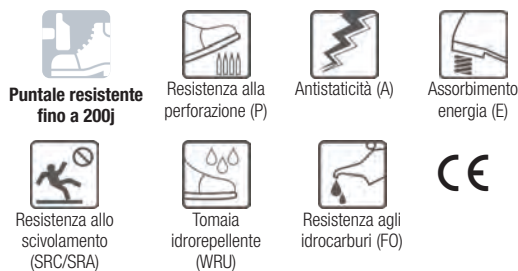 Puntale resistente
fino a 200j
Resistenza alla
perforazione (P)
Antistaticità (A)
Assorbimento
energia (E)
Resistenza allo
scivolamento
(SRC/SRA)
Tomaia
idrorepellente
(WRU)
Resistenza agli
idrocarburi (FO)
CE